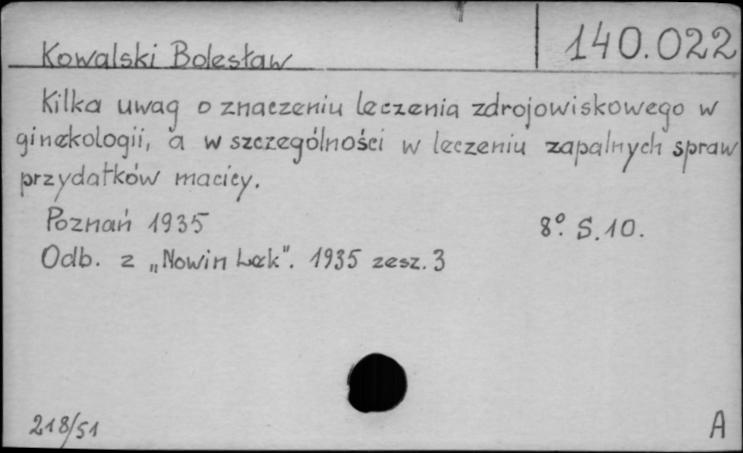 Kowalski Bolesław
140.022
Kilka uwag o znaczeniu leczenia zdrojowiskowego w
ginekologii, a w szczególności w leczeniu zapalnych spraw
przydatków macicy.
Poznań 1935
8° S.10.
Odb. z „Nowin Lek". 1935 zesz. 3
218/51
A